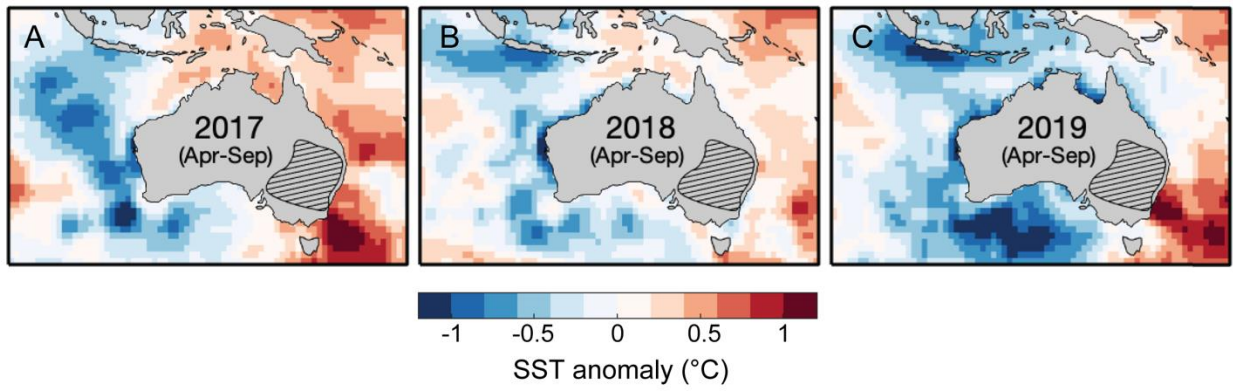 A
B
C
2017
(Apr-Sep)
2018
(Apr-Sep)
2019
(Apr-Sep)
-1 -0.5 0 0.5 1
SST anomaly (°C)